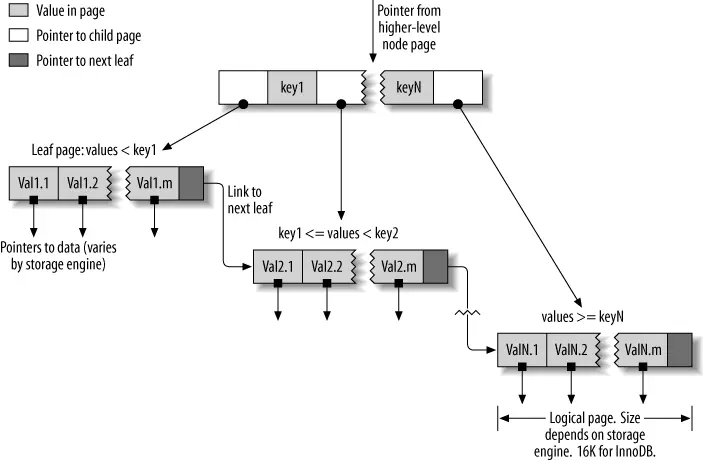 Value in page
Pointer to child page
Pointer to next leaf
Pointer from
higher-level
node page
key1
keyN
Leaf page: values < key1
Val1.1
Val1.2
Val1.m
Link to
next leaf
Pointers to data (varies
by storage engine)
key1 <= values < key2
Val2.1
Val2.2
Val2.m
values >= keyN
ValN.1
ValN.2
ValN.m
Logical page. Size
depends on storage
engine. 16K for InnoDB.